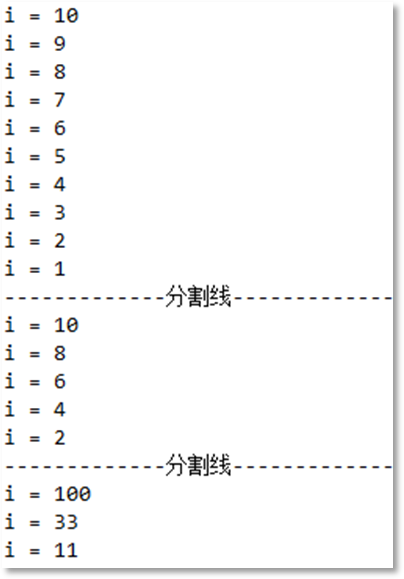 i = 10
i = 9
i = 8
i = 7
i = 6
i = 5
i = 4
i = 3
i = 2
i = 1
-------------分割线-------------
i = 10
i = 8
i = 6
i = 4
i = 2
-------------分割线-------------
i = 100
i = 33
i = 11